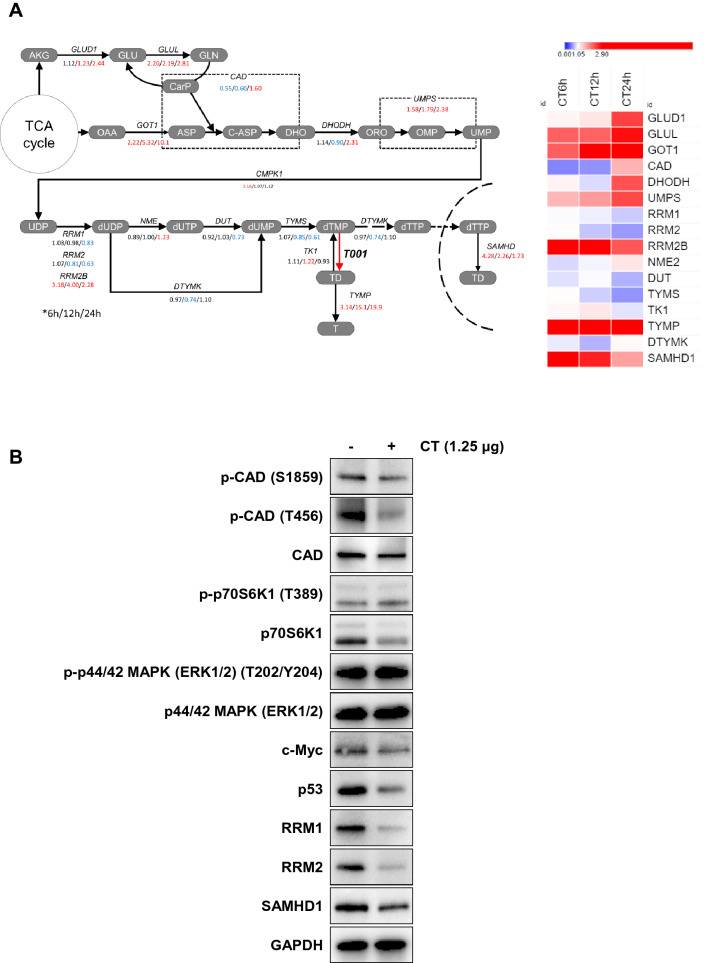 A
GLUD1 GLUL
AKG GLU GLN
1.12/1.23/2.44 2.20/2.19/2.81
CAD
0.55/0.60/1.60
CarP
UMPS
1.58/1.79/2.38
TCA
cycle
GOT1 DHODH
OAA ASP C-ASP DHO ORO OMP UMP
2.22/5.32/10.1 1.14/0.90/2.31
CMPK1
UDP dUDP dUTP dUMP dTMP dTTP dTTP
NME DUT TYMS DTYMK
RRM1
1.03/0.98/0.83
0.89/1.00/1.23 0.92/1.03/0.73 1.07/0.85/0.61 0.97/0.74/1.10
RRM2
1.07/0.81/0.63
RRM2B
3.18/4.00/2.28
TK1
1.11/1.22/0.93
T001
SAMHD
4.28/2.26/1.73
TD TD
DTYMK
0.97/0.74/1.10
TYMP
3.14/15.1/19.9
T
*6h/12h/24h
0.00 1.05 2.90
CT6h CT12h CT24h
id id
GLUD1
GLUL
GOT1
CAD
DHODH
UMPS
RRM1
RRM2
RRM2B
NME2
DUT
TYMS
TK1
TYMP
DTYMK
SAMHD1
B
- + CT (1.25 µg)
p-CAD (S1859)
p-CAD (T456)
CAD
p-p70S6K1 (T389)
p70S6K1
p-p44/42 MAPK (ERK1/2) (T202/Y204)
p44/42 MAPK (ERK1/2)
c-Myc
p53
RRM1
RRM2
SAMHD1
GAPDH